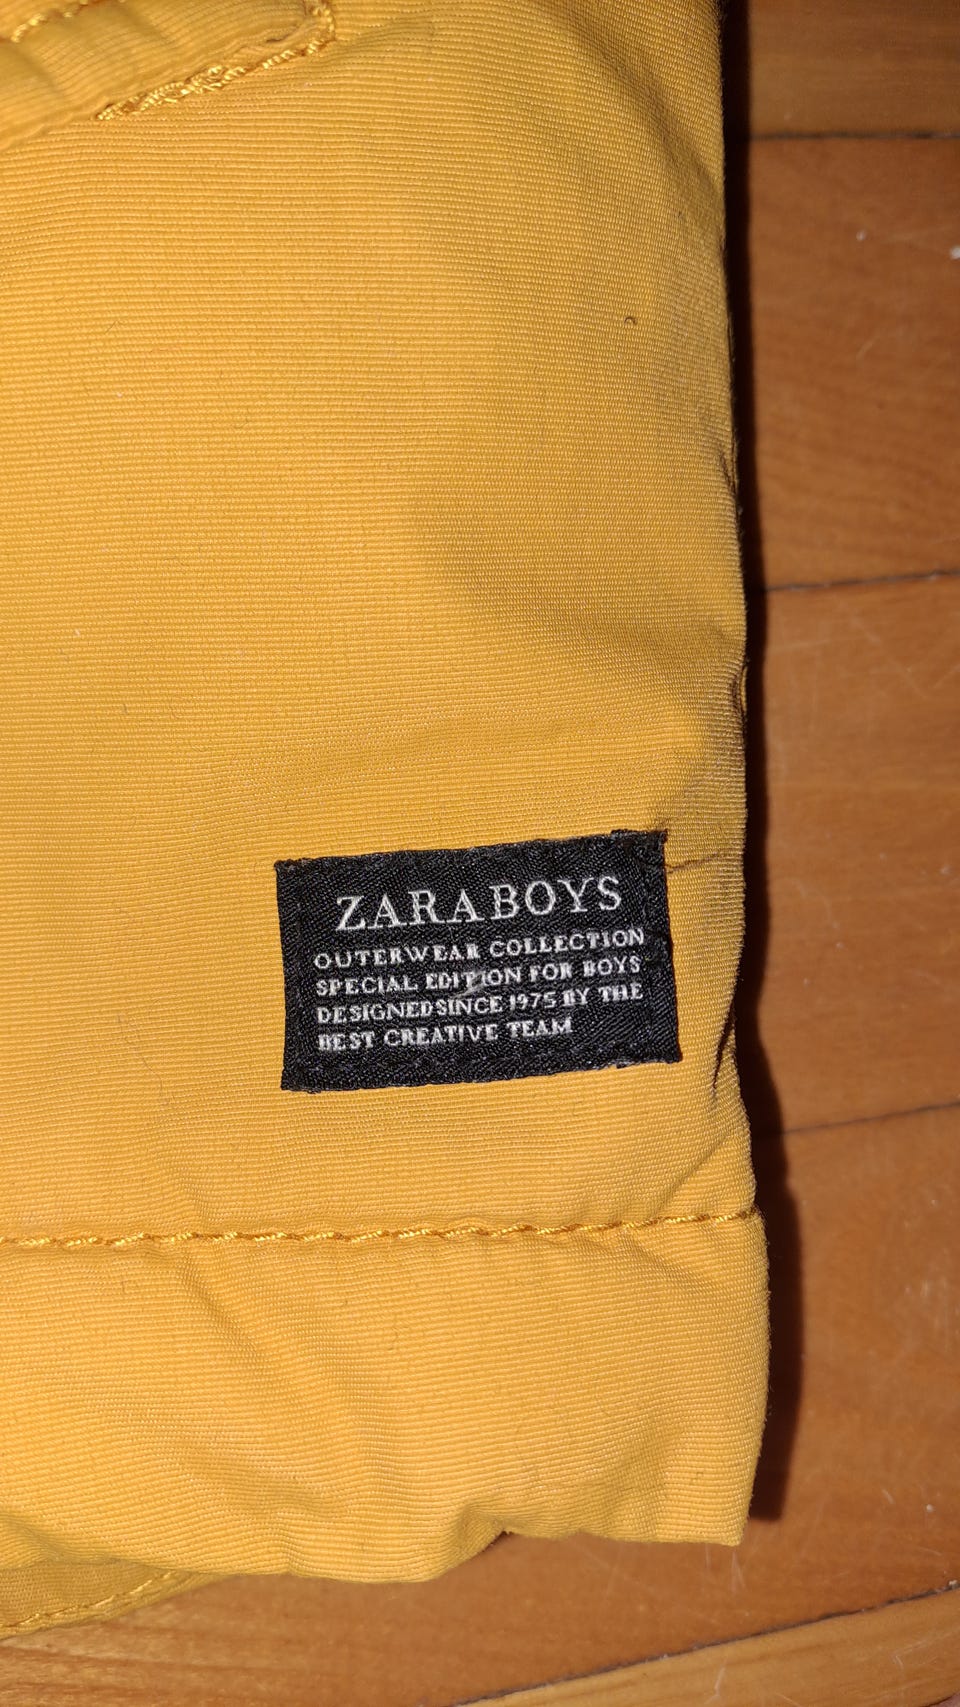 ZARABOYS
OUTERWEAR COLLECTION
SPECIAL EDITION FOR BOYS
DESIGNED SINCE 1975 BY THE
BEST CREATIVE TEAM